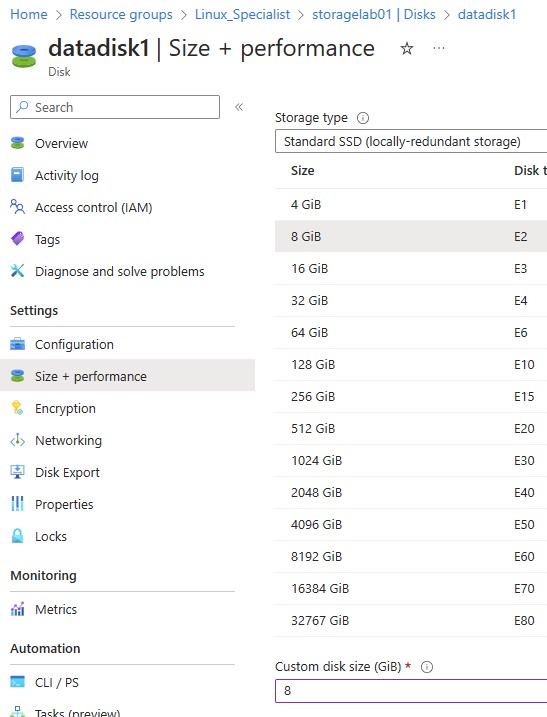 Home > Resource groups > Linux_Specialist > storagelab01 | Disks > datadisk1
datadisk1 | Size + performance ☆ ...
Disk
Search «
Overview
Activity log
Access control (IAM)
Tags
Diagnose and solve problems
Settings
Configuration
Size + performance
Encryption
Networking
Disk Export
Properties
Locks
Monitoring
Metrics
Automation
CLI / PS
Tasks (preview)
Storage type
Standard SSD (locally-redundant storage)
Size Disk t
4 GiB E1
8 GiB E2
16 GiB E3
32 GiB E4
64 GiB E6
128 GiB E10
256 GiB E15
512 GiB E20
1024 GiB E30
2048 GiB E40
4096 GiB E50
8192 GiB E60
16384 GiB E70
32767 GiB E80
Custom disk size (GiB) *
8